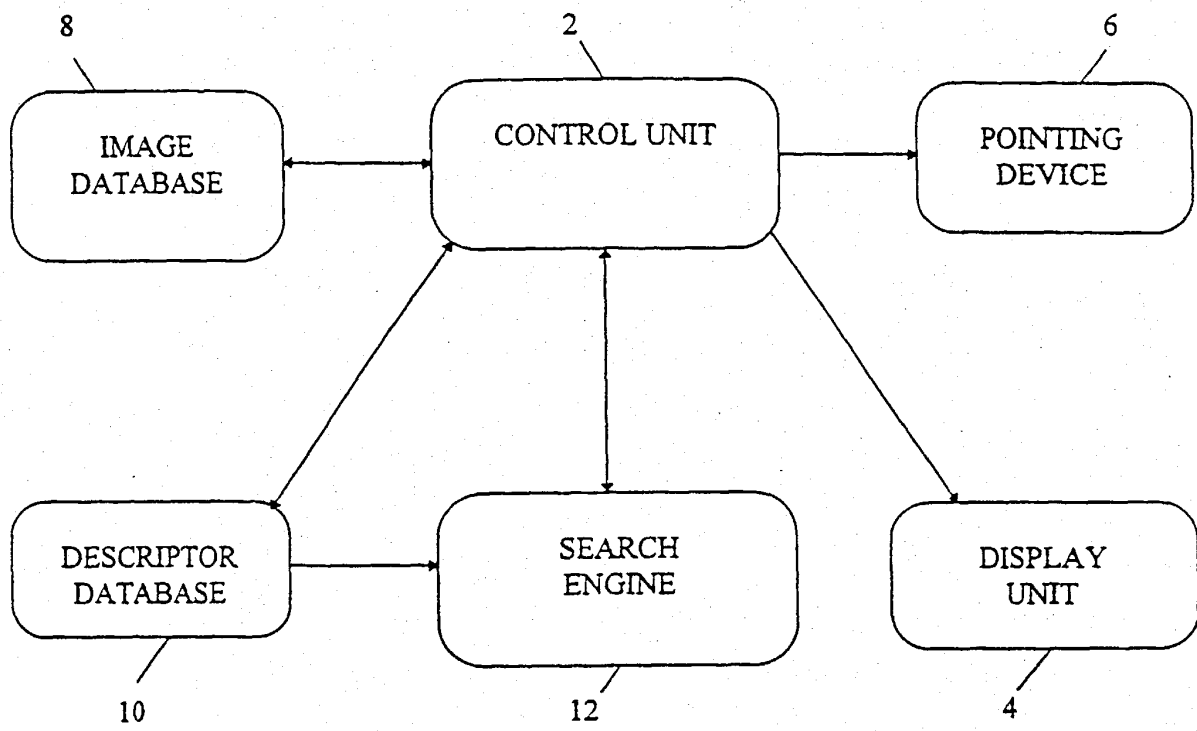 8
2
6
IMAGE
DATABASE
CONTROL UNIT
POINTING
DEVICE
DESCRIPTOR
DATABASE
SEARCH
ENGINE
DISPLAY
UNIT
10
12
4